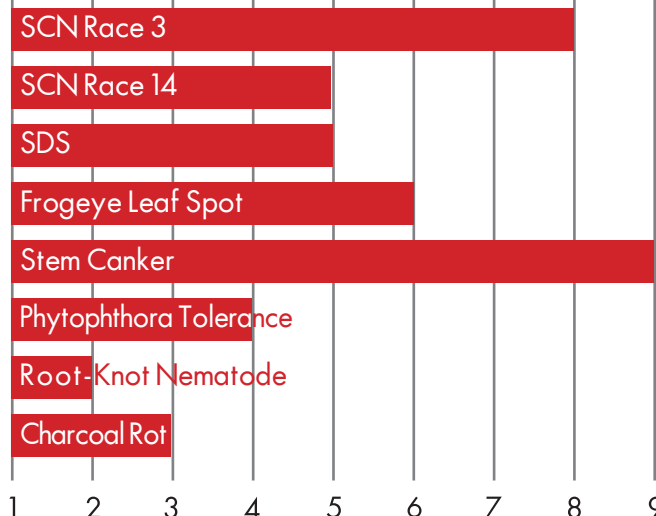 SCN Race 3
SCN Race 14
SDS
Frogeye Leaf Spot
Stem Canker
Phytophthora Tolerance
Root-Knot Nematode
Charcoal Rot
1 2 3 4 5 6 7 8 9